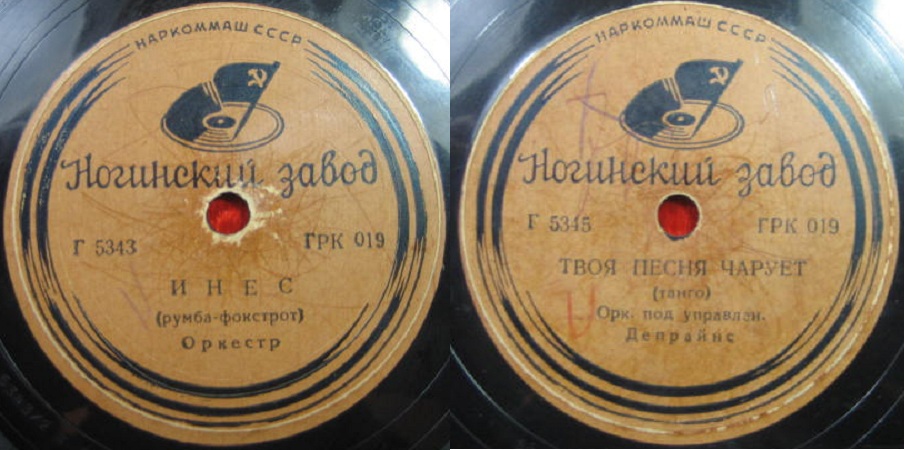 НАРКОММАШ СССР
Ногинский завод
Г 5343 ГРК 019
ИНЕС
(румба-фокстрот)
Оркестр
НАРКОММАШ СССР
Ногинский завод
Г 5345 ГРК 019
ТВОЯ ПЕСНЯ ЧАРУЕТ
(танго)
Орк. под управлен.
Депрайнс